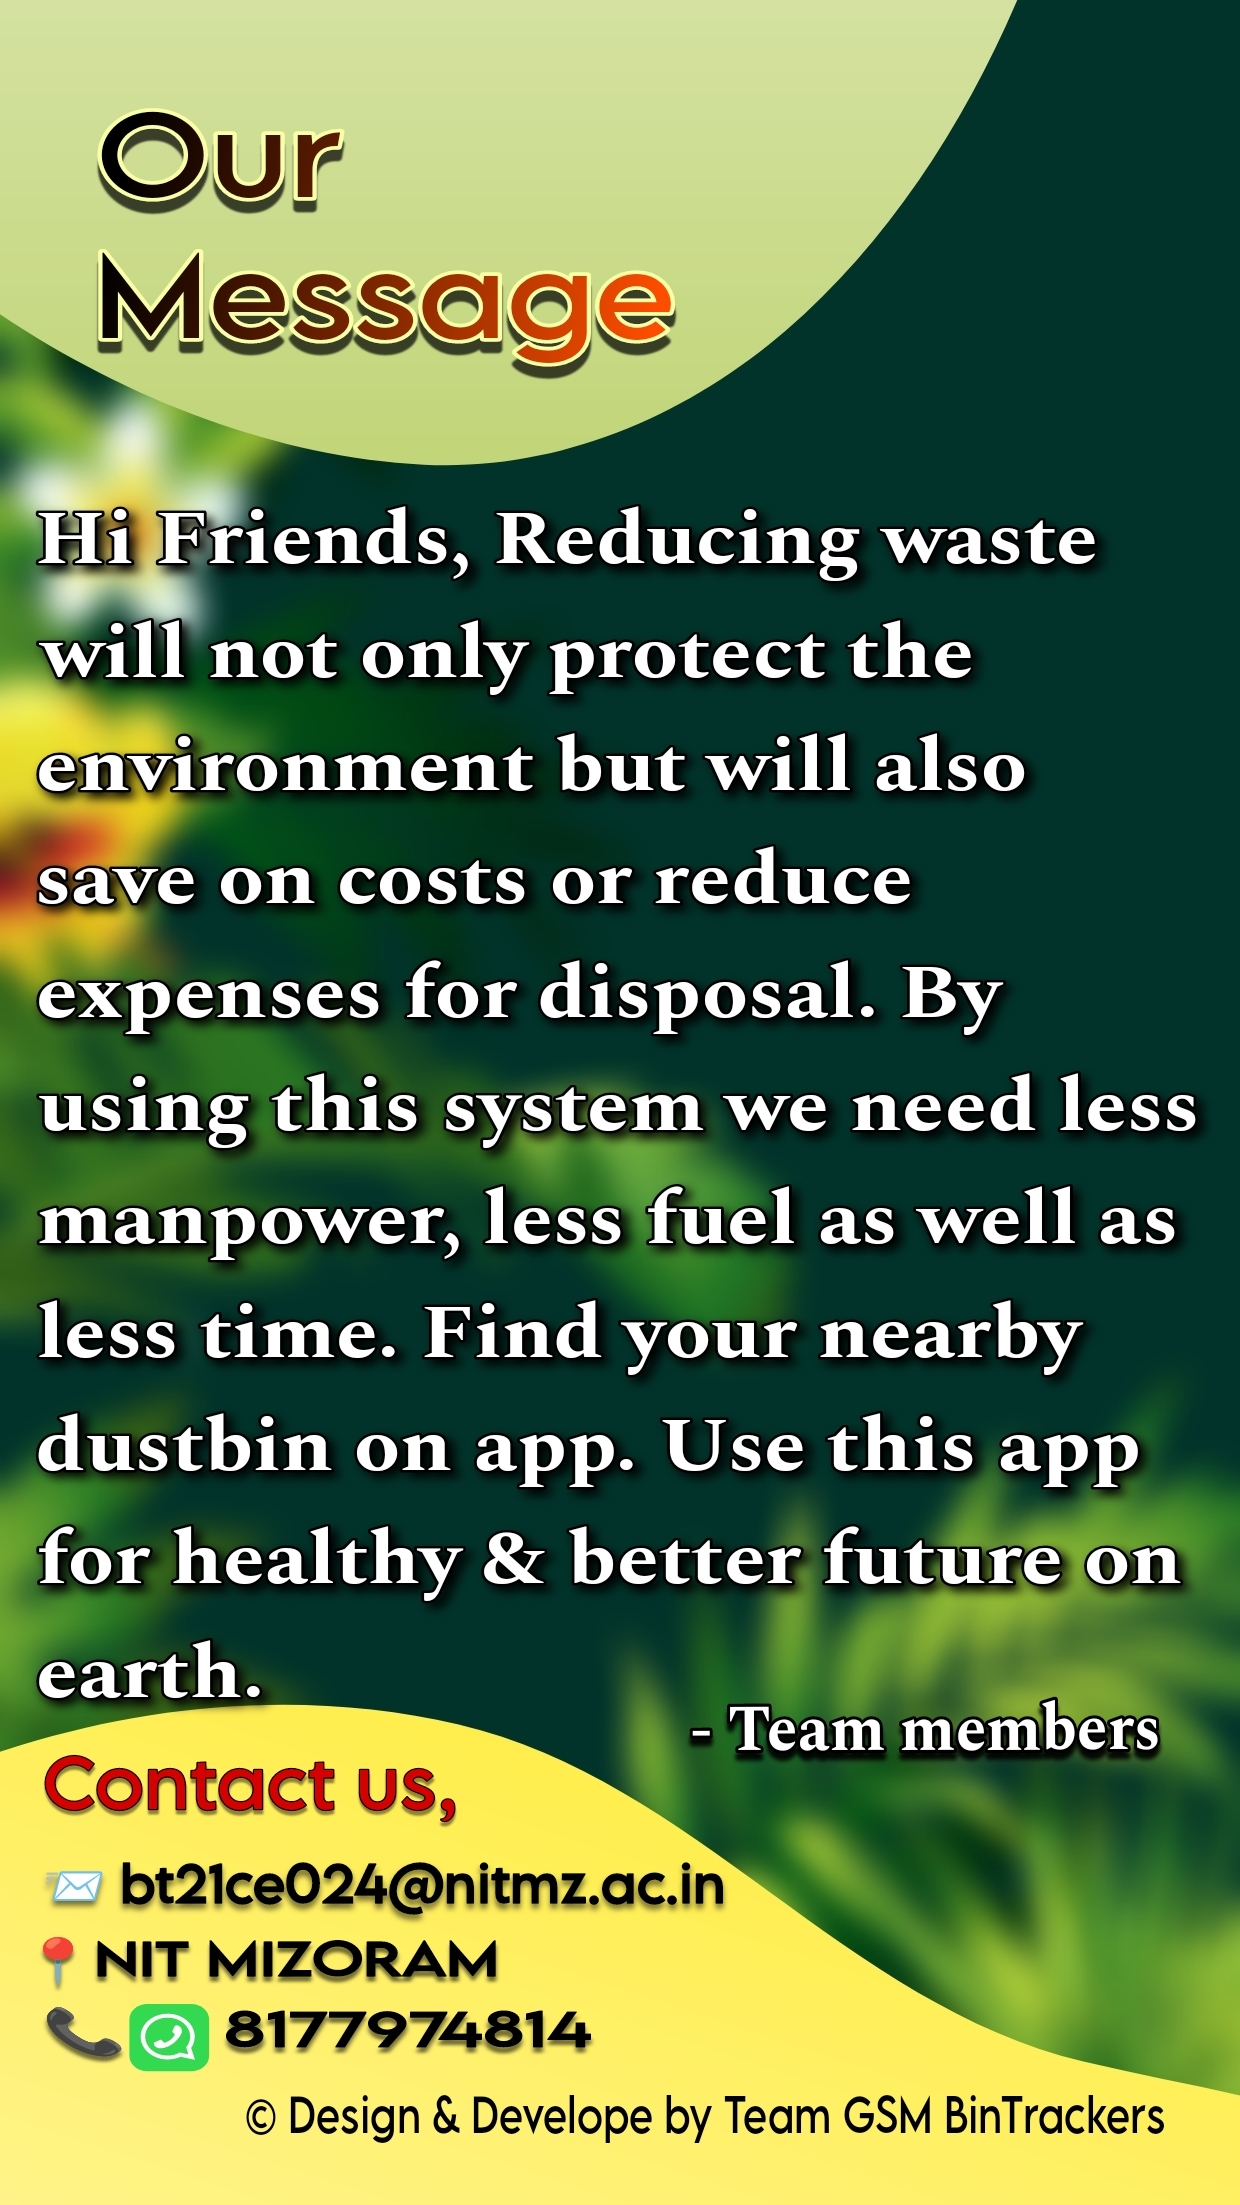 Our
Message
Hi Friends, Reducing waste
will not only protect the
environment but will also
save on costs or reduce
expenses for disposal. By
using this system we need less
manpower, less fuel as well as
less time. Find your nearby
dustbin on app. Use this app
for healthy & better future on
earth.
- Team members
Contact us,
bt21ce024@nitmz.ac.in
NIT MIZORAM
8177974814
© Design & Develope by Team GSM BinTrackers